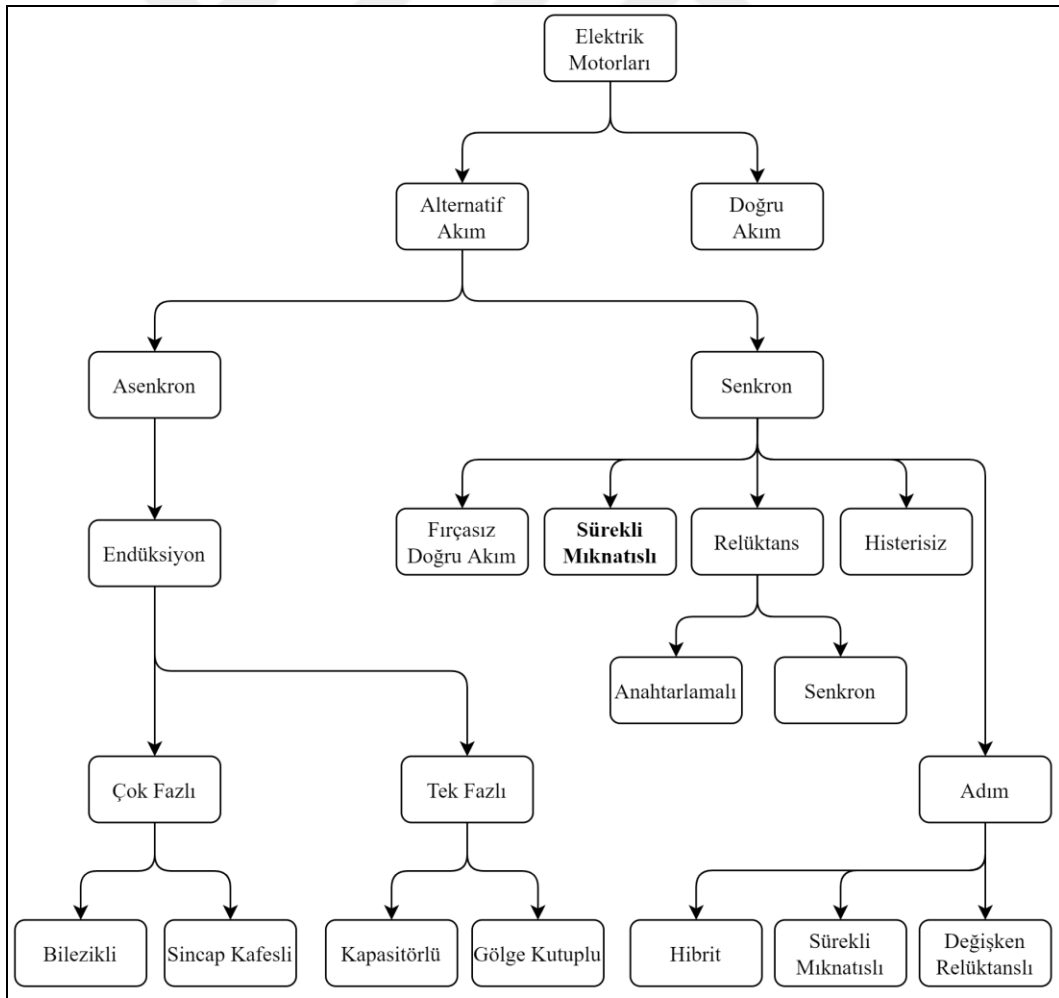 Elektrik
Motorları
Alternatif
Akım
Doğru
Akım
Asenkron
Senkron
Endüksiyon
Fırçasız
Doğru Akım
Sürekli
Mıknatıslı
Relüktans
Histerisiz
Anahtarlamalı
Senkron
Çok Fazlı
Tek Fazlı
Adım
Bilezikli
Sincap Kafesli
Kapasitörlü
Gölge Kutuplu
Hibrit
Sürekli
Mıknatıslı
Değişken
Relüktanslı